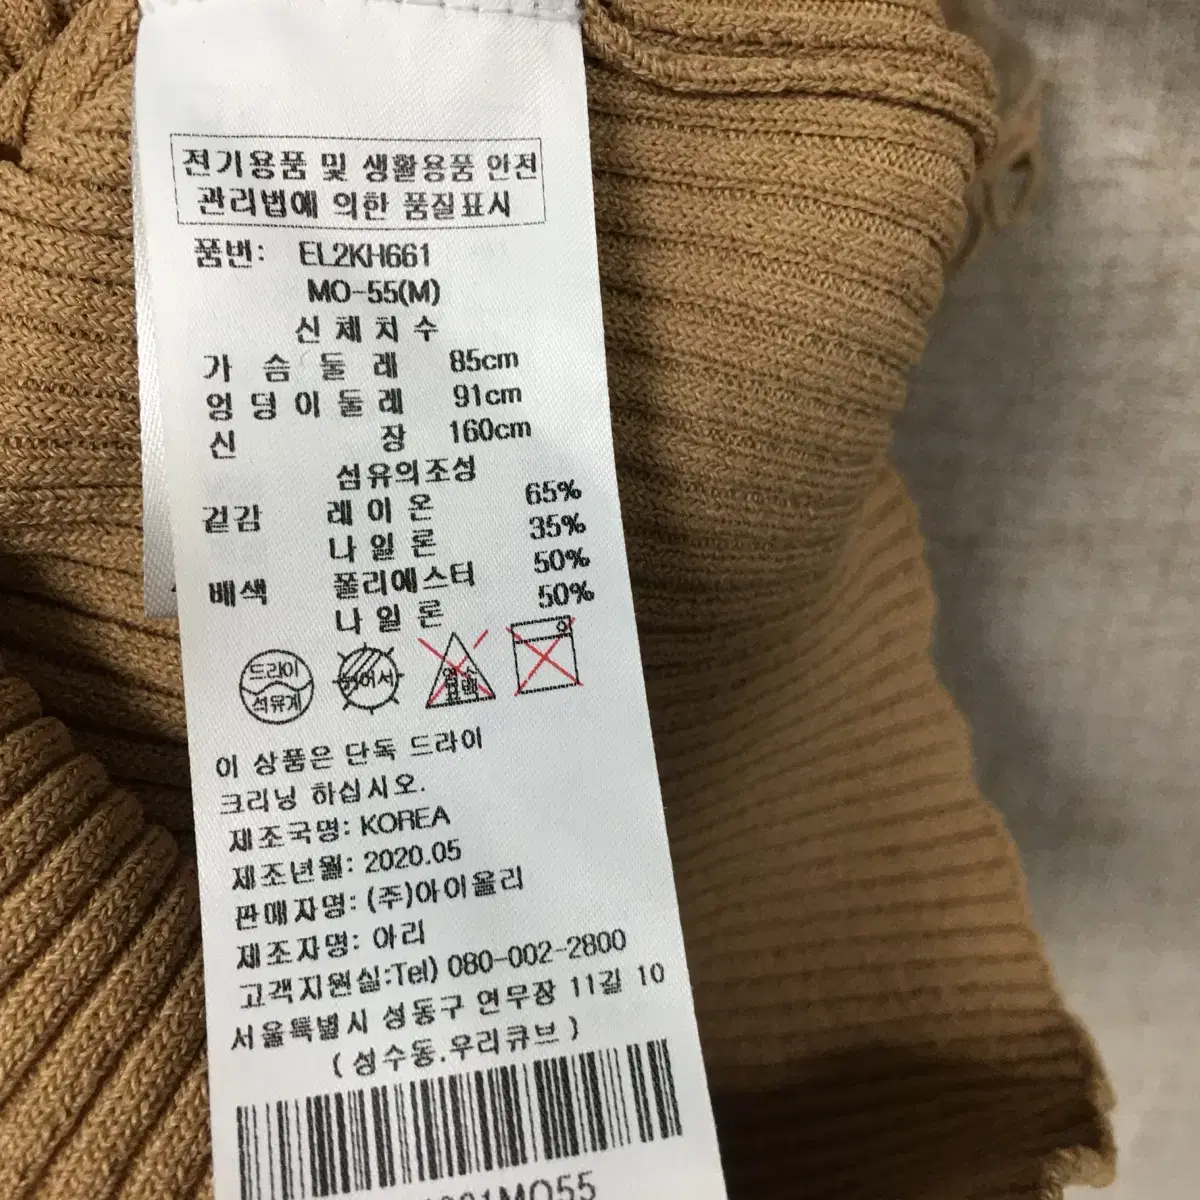 전기용품 및 생활용품 안전
관리법에 의한 품질표시
품번: EL2KH661
MO-55(M)
신 체 치 수
가 슴 둘 레 85cm
엉 덩 이 둘 레 91cm
신 장 160cm
섬유의조성
겉감 레 이 온 65%
나 일 론 35%
배색 폴리에스터 50%
나 일 론 50%
드라이
석유계
이 상품은 단독 드라이
크리닝 하십시오.
제조국명: KOREA
제조년월: 2020.05
판매자명: (주)아이올리
제조자명: 아리
고객지원실:Tel) 080-002-2800
서울특별시 성동구 연무장 11길 10
(성수동.우리큐브)